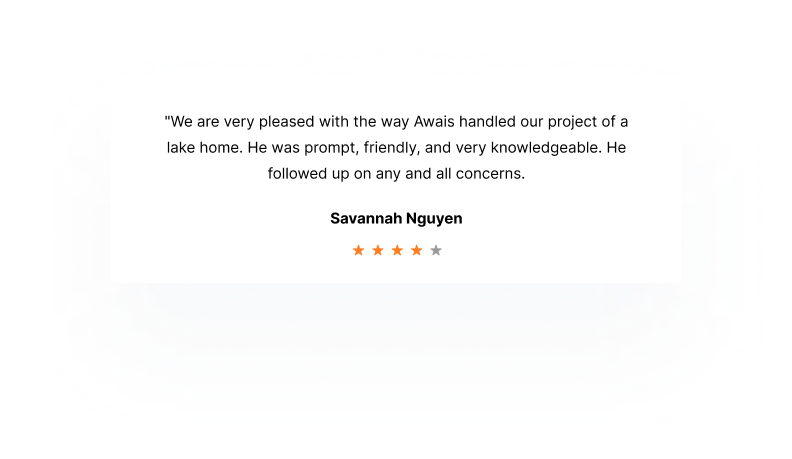 "We are very pleased with the way Awais handled our project of a
lake home. He was prompt, friendly, and very knowledgeable. He
followed up on any and all concerns.
Savannah Nguyen